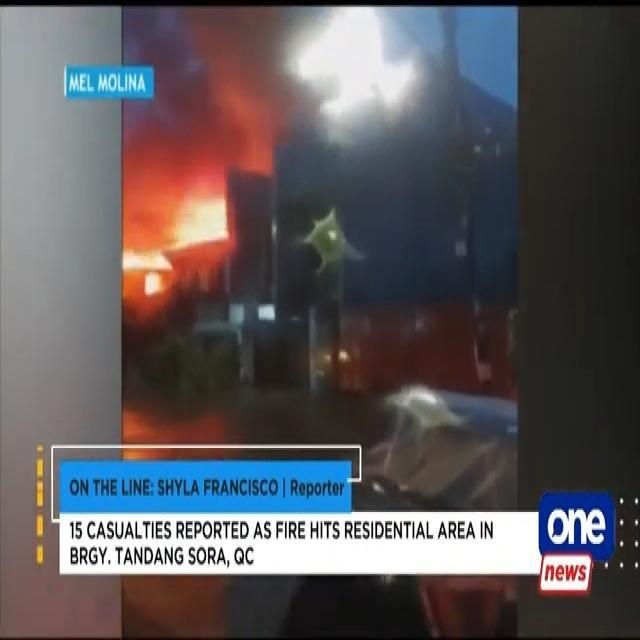 MEL MOLINA
ON THE LINE: SHYLA FRANCISCO | Reporter
15 CASUALTIES REPORTED AS FIRE HITS RESIDENTIAL AREA IN
BRGY. TANDANG SORA, QC
one
news